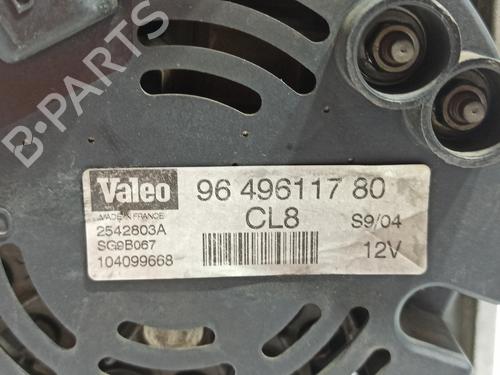 B-PARTS
Valeo
96 496117 80
MADE IN FRANCE
CL8
S9/04
2542803A
SG9B067
12V
104099668